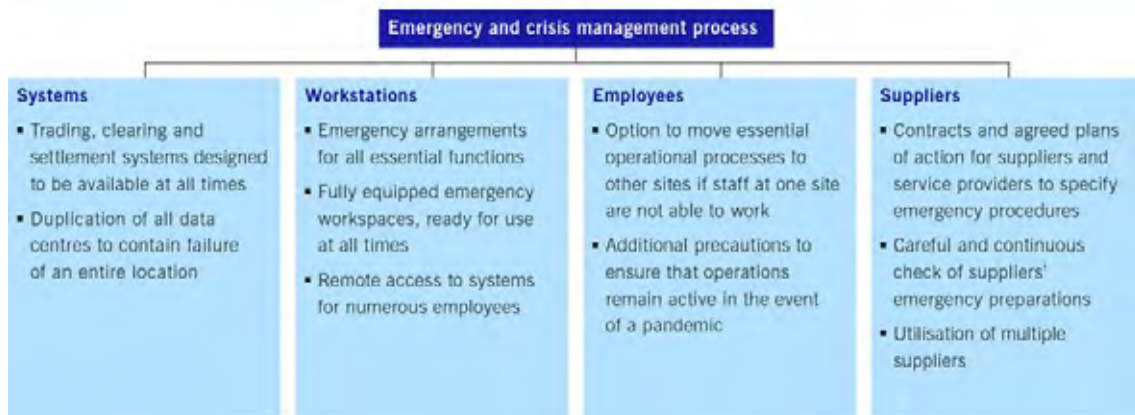 Emergency and crisis management process
Systems
▪ Trading, clearing and
settlement systems designed
to be available at all times
▪ Duplication of all data
centres to contain failure
of an entire location
Workstations
▪ Emergency arrangements
for all essential functions
▪ Fully equipped emergency
workspaces, ready for use
at all times
▪ Remote access to systems
for numerous employees
Employees
▪ Option to move essential
operational processes to
other sites if staff at one site
are not able to work
▪ Additional precautions to
ensure that operations
remain active in the event
of a pandemic
Suppliers
▪ Contracts and agreed plans
of action for suppliers and
service providers to specify
emergency procedures
▪ Careful and continuous
check of suppliers'
emergency preparations
▪ Utilisation of multiple
suppliers